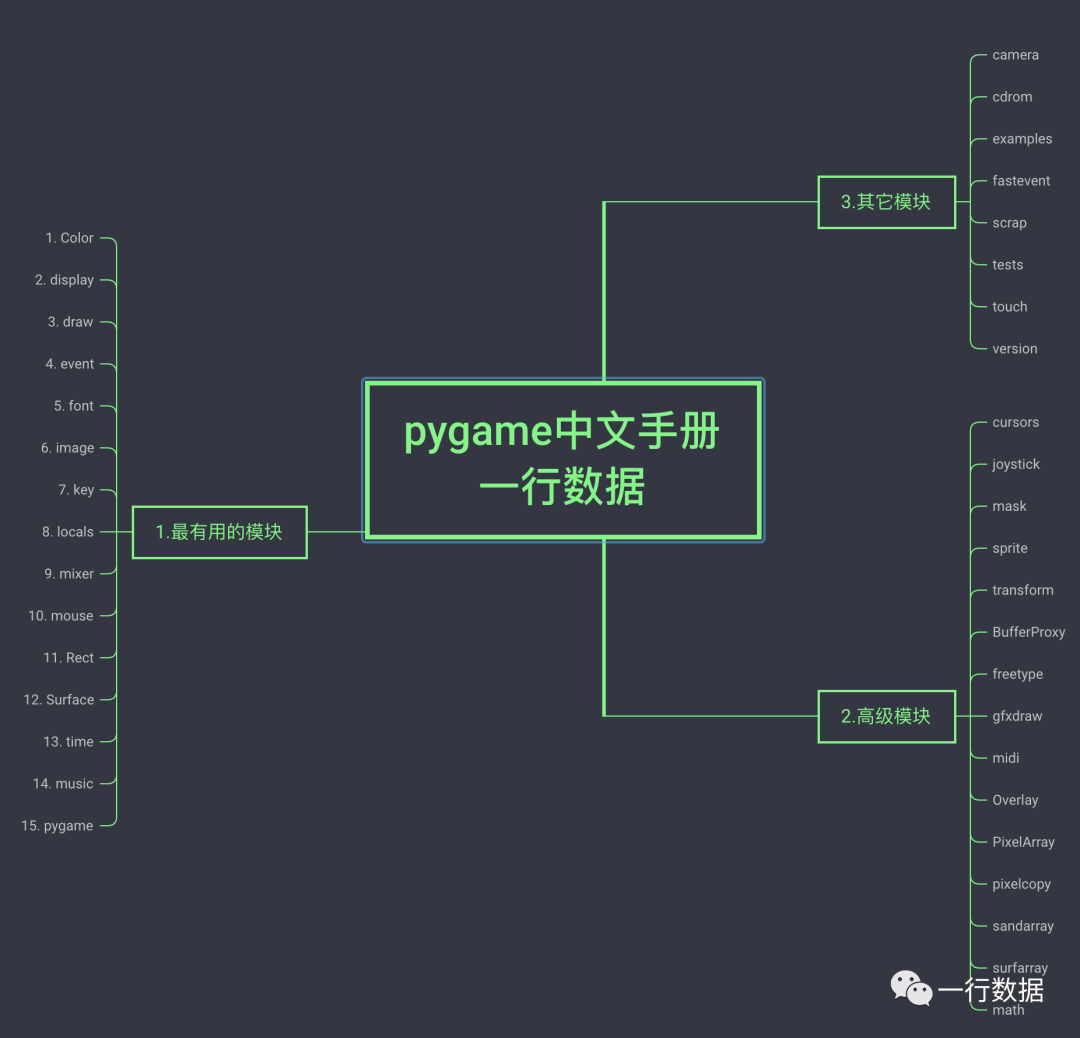 pygame中文手册
一行数据
1.最有用的模块
1. Color
2. display
3. draw
4. event
5. font
6. image
7. key
8. locals
9. mixer
10. mouse
11. Rect
12. Surface
13. time
14. music
15. pygame
2.高级模块
cursors
joystick
mask
sprite
transform
BufferProxy
freetype
gfxdraw
midi
Overlay
PixelArray
pixelcopy
sandarray
surfarray
math
3.其它模块
camera
cdrom
examples
fastevent
scrap
tests
touch
version
一行数据